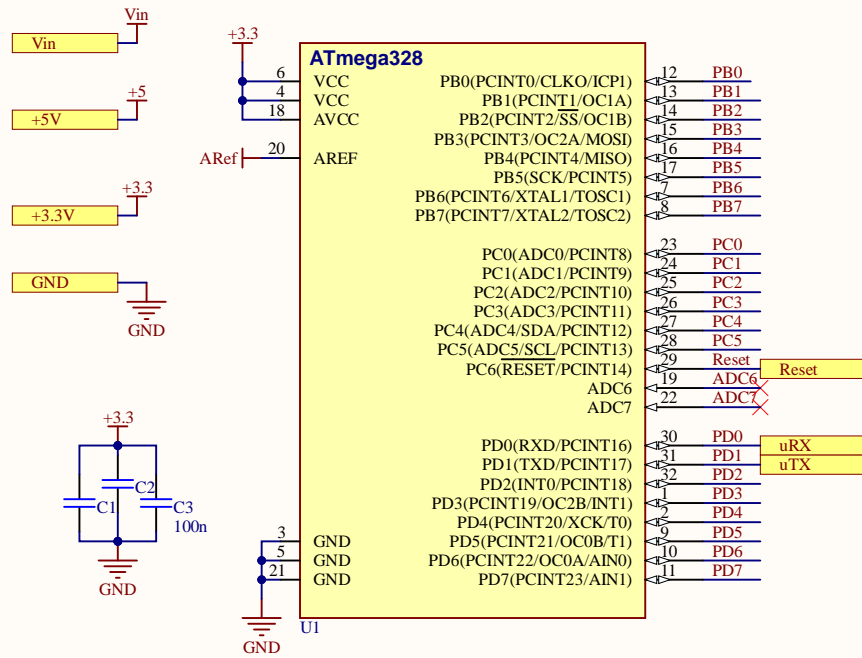 Vin
Vin
+5V
+5
+3.3V
+3.3
GND
GND
+3.3
C1
C2
C3
100n
GND
+3.3
ATmega328
6 VCC
4 VCC
18 AVCC
ARef 20 AREF
3 GND
5 GND
21 GND
GND
U1
PB0(PCINT0/CLKO/ICP1) 12 PB0
PB1(PCINT1/OC1A) 13 PB1
PB2(PCINT2/SS/OC1B) 14 PB2
PB3(PCINT3/OC2A/MOSI) 15 PB3
PB4(PCINT4/MISO) 16 PB4
PB5(SCK/PCINT5) 17 PB5
PB6(PCINT6/XTAL1/TOSC1) 7 PB6
PB7(PCINT7/XTAL2/TOSC2) 8 PB7
PC0(ADC0/PCINT8) 23 PC0
PC1(ADC1/PCINT9) 24 PC1
PC2(ADC2/PCINT10) 25 PC2
PC3(ADC3/PCINT11) 26 PC3
PC4(ADC4/SDA/PCINT12) 27 PC4
PC5(ADC5/SCL/PCINT13) 28 PC5
PC6(RESET/PCINT14) 29 Reset Reset
ADC6 19 ADC6
ADC7 22 ADC7
PD0(RXD/PCINT16) 30 PD0 uRX
PD1(TXD/PCINT17) 31 PD1 uTX
PD2(INT0/PCINT18) 32 PD2
PD3(PCINT19/OC2B/INT1) 1 PD3
PD4(PCINT20/XCK/T0) 2 PD4
PD5(PCINT21/OC0B/T1) 9 PD5
PD6(PCINT22/OC0A/AIN0) 10 PD6
PD7(PCINT23/AIN1) 11 PD7